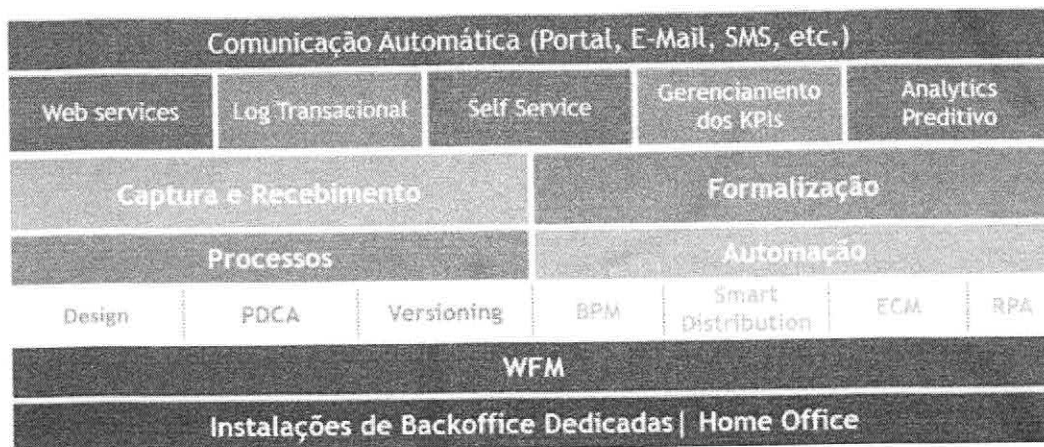 Comunicação Automática (Portal, E-Mail, SMS, etc.)
Web services
Log Transacional
Self Service
Gerenciamento
dos KPIs
Analytics
Preditivo
Captura e Recebimento
Formalização
Processos
Automação
Design
PDCA
Versioning
BPM
Smart
Distribution
ECM
RPA
WFM
Instalações de Backoffice Dedicadas| Home Office